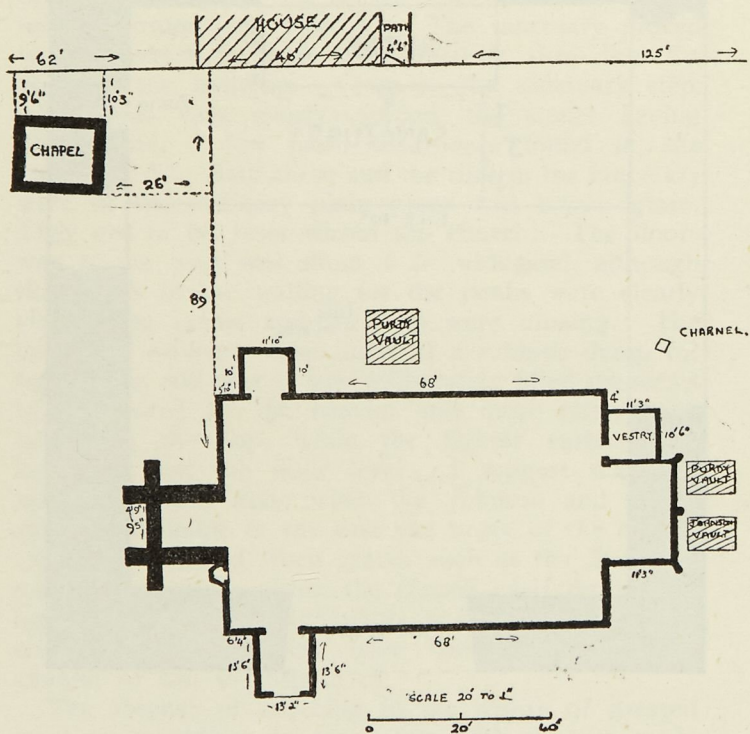 HOUSE
PATH
62'
40'
4'6"
125'
9'6"
10'3"
CHAPEL
26'
89'
PURDY
VAULT
CHARNEL.
11'10"
10'
10'
68'
4'
11'3"
VESTRY.
10'6"
PURDY
VAULT
4'9"
9'5"
JOHNSON
VAULT
11'3"
6'4"
68'
13'6"
13'6"
13'2"
SCALE 20' TO 1"
0
20'
40'